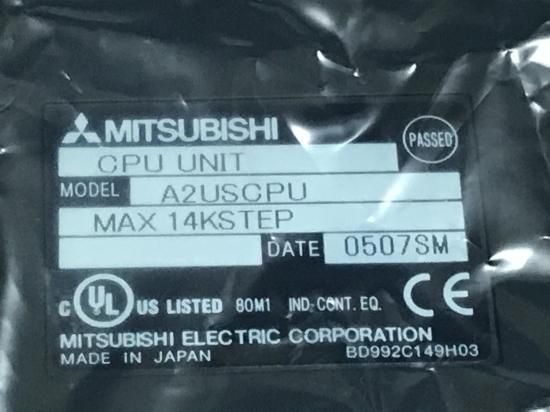 MITSUBISHI
PASSED
CPU UNIT
MODEL A2USCPU
MAX 14KSTEP
DATE 0507SM
C UL US LISTED 80M1 IND·CONT. EQ. CE
MITSUBISHI ELECTRIC CORPORATION
MADE IN JAPAN BD992C149H03